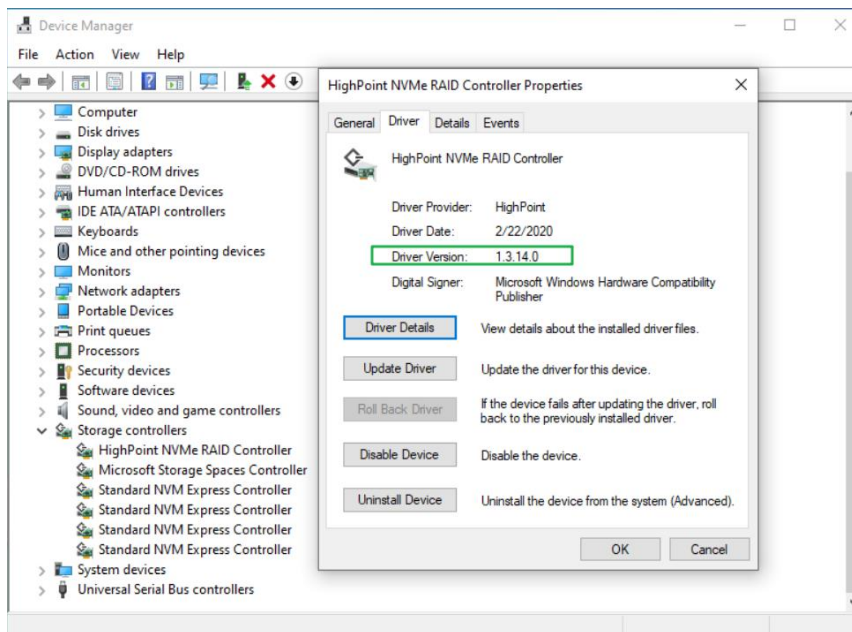 Device Manager
File Action View Help
Computer
Disk drives
Display adapters
DVD/CD-ROM drives
Human Interface Devices
IDE ATA/ATAPI controllers
Keyboards
Mice and other pointing devices
Monitors
Network adapters
Portable Devices
Print queues
Processors
Security devices
Software devices
Sound, video and game controllers
Storage controllers
HighPoint NVMe RAID Controller
Microsoft Storage Spaces Controller
Standard NVM Express Controller
Standard NVM Express Controller
Standard NVM Express Controller
Standard NVM Express Controller
System devices
Universal Serial Bus controllers
HighPoint NVMe RAID Controller Properties
General Driver Details Events
HighPoint NVMe RAID Controller
Driver Provider: HighPoint
Driver Date: 2/22/2020
Driver Version: 1.3.14.0
Digital Signer: Microsoft Windows Hardware Compatibility
Publisher
Driver Details View details about the installed driver files.
Update Driver Update the driver for this device.
Roll Back Driver If the device fails after updating the driver, roll
back to the previously installed driver.
Disable Device Disable the device.
Uninstall Device Uninstall the device from the system (Advanced).
OK Cancel